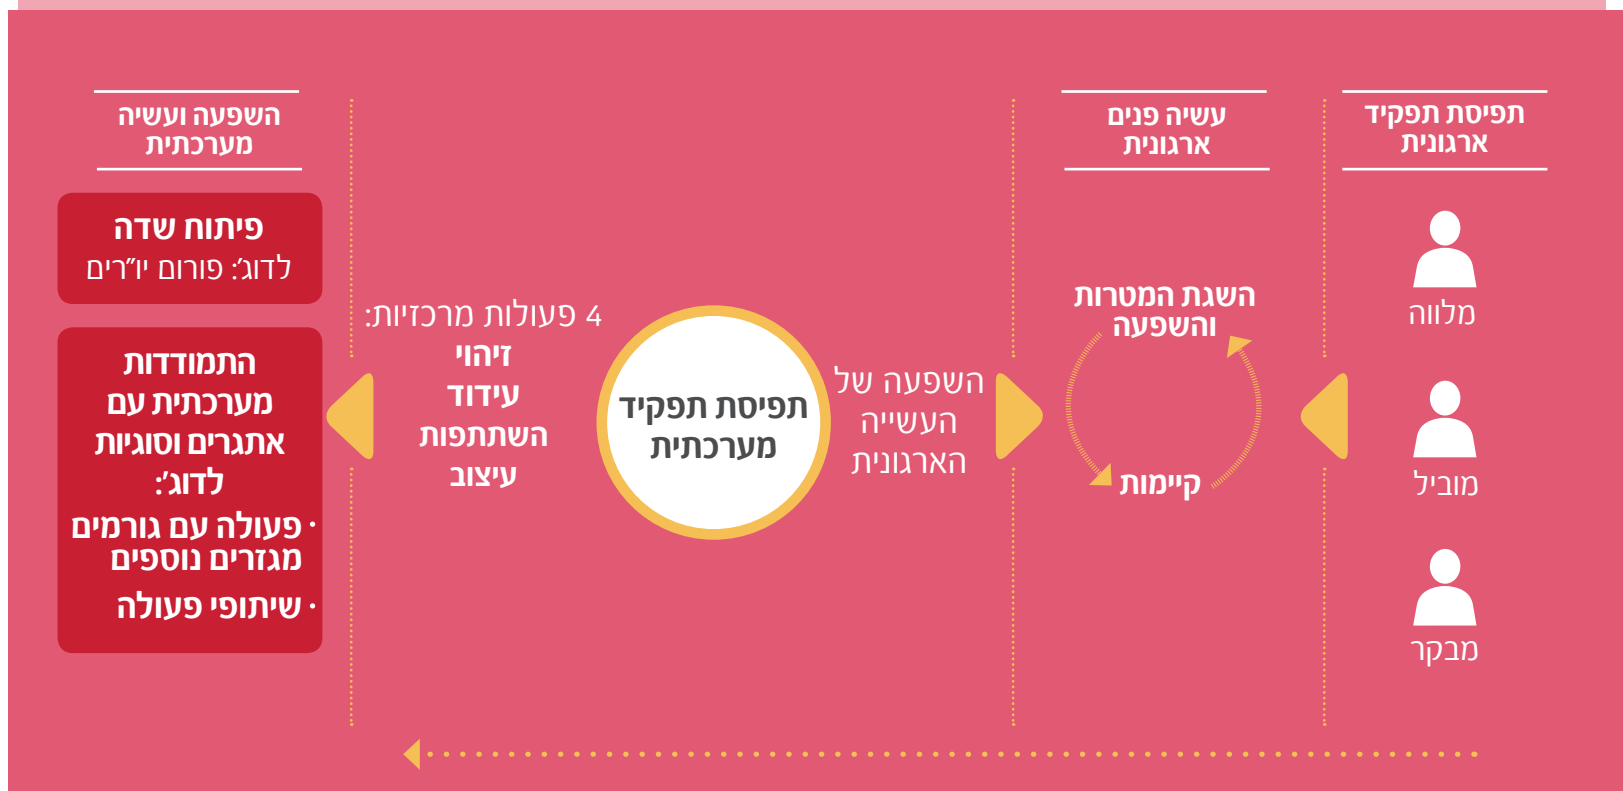 תפיסת תפקיד
ארגונית
מלווה
מוביל
מבקר
עשיה פנים
ארגונית
השגת המטרות
והשפעה
קיימות
השפעה של
העשייה
הארגונית
תפיסת תפקיד
מערכתית
4 פעולות מרכזיות:
זיהוי
עידוד
השתתפות
עיצוב
השפעה ועשיה
מערכתית
פיתוח שדה
לדוג': פורום יו"רים
התמודדות
מערכתית עם
אתגרים וסוגיות
לדוג':
· פעולה עם גורמים
מגזרים נוספים
· שיתופי פעולה